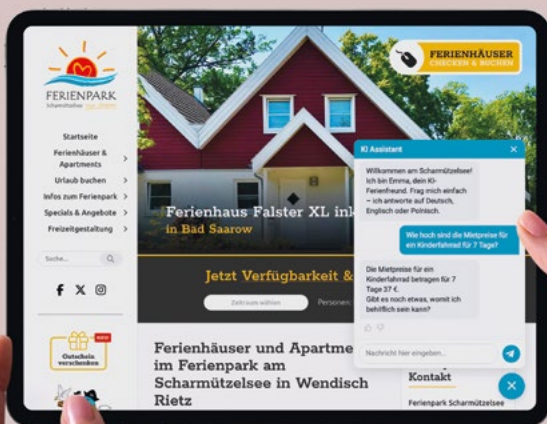 FERIENPARK
Scharmützelsee
Startseite
Ferienhäuser &
Apartments
Urlaub buchen
Infos zum Ferienpark
Specials & Angebote
Freizeitgestaltung
Suche...
NEU!
Gutschein
verschenken
FERIENHÄUSER
CHECKEN & BUCHEN
Ferienhaus Falster XL ink
in Bad Saarow
Jetzt Verfügbarkeit &
Zeitraum wählen
Personen:
Ferienhäuser und Apartme
im Ferienpark am
Scharmützelsee in Wendisch
Rietz
KI Assistent
Willkommen am Scharmützelsee!
Ich bin Emma, dein KI-
Ferienfreund. Frag mich einfach
– ich antworte auf Deutsch,
Englisch oder Polnisch.
Wie hoch sind die Mietpreise für
ein Kinderfahrrad für 7 Tage?
Die Mietpreise für ein
Kinderfahrrad betragen für 7
Tage 37 €.
Gibt es noch etwas, womit ich
behilflich sein kann?
Nachricht hier eingeben...
Kontakt
Ferienpark Scharmützelsee